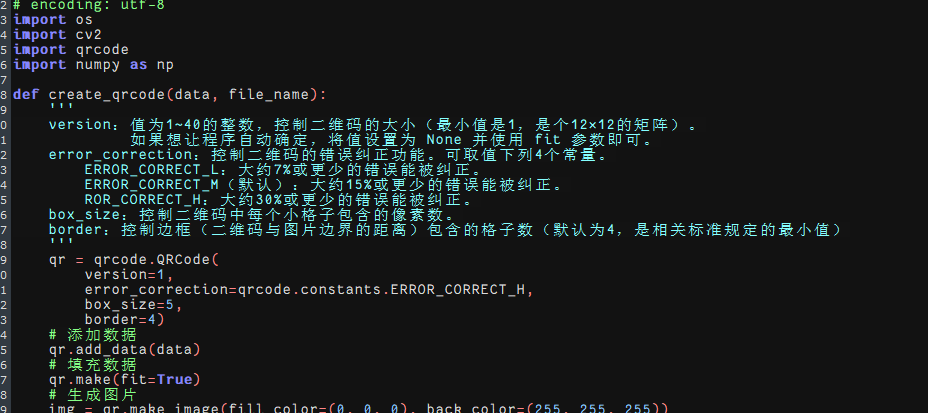 2 # encoding: utf-8
3 import os
4 import cv2
5 import qrcode
6 import numpy as np
7
8 def create_qrcode(data, file_name):
9     '''
0     version：值为1~40的整数，控制二维码的大小（最小值是1，是个12×12的矩阵）。
1              如果想让程序自动确定，将值设置为 None 并使用 fit 参数即可。
2     error_correction：控制二维码的错误纠正功能。可取值下列4个常量。
3         ERROR_CORRECT_L：大约7%或更少的错误能被纠正。
4         ERROR_CORRECT_M（默认）：大约15%或更少的错误能被纠正。
5         ROR_CORRECT_H：大约30%或更少的错误能被纠正。
6     box_size：控制二维码中每个小格子包含的像素数。
7     border：控制边框（二维码与图片边界的距离）包含的格子数（默认为4，是相关标准规定的最小值）
8     '''
9     qr = qrcode.QRCode(
0         version=1,
1         error_correction=qrcode.constants.ERROR_CORRECT_H,
2         box_size=5,
3         border=4)
4     # 添加数据
5     qr.add_data(data)
6     # 填充数据
7     qr.make(fit=True)
8     # 生成图片
9     img = qr.make_image(fill_color=(0, 0, 0), back_color=(255, 255, 255))